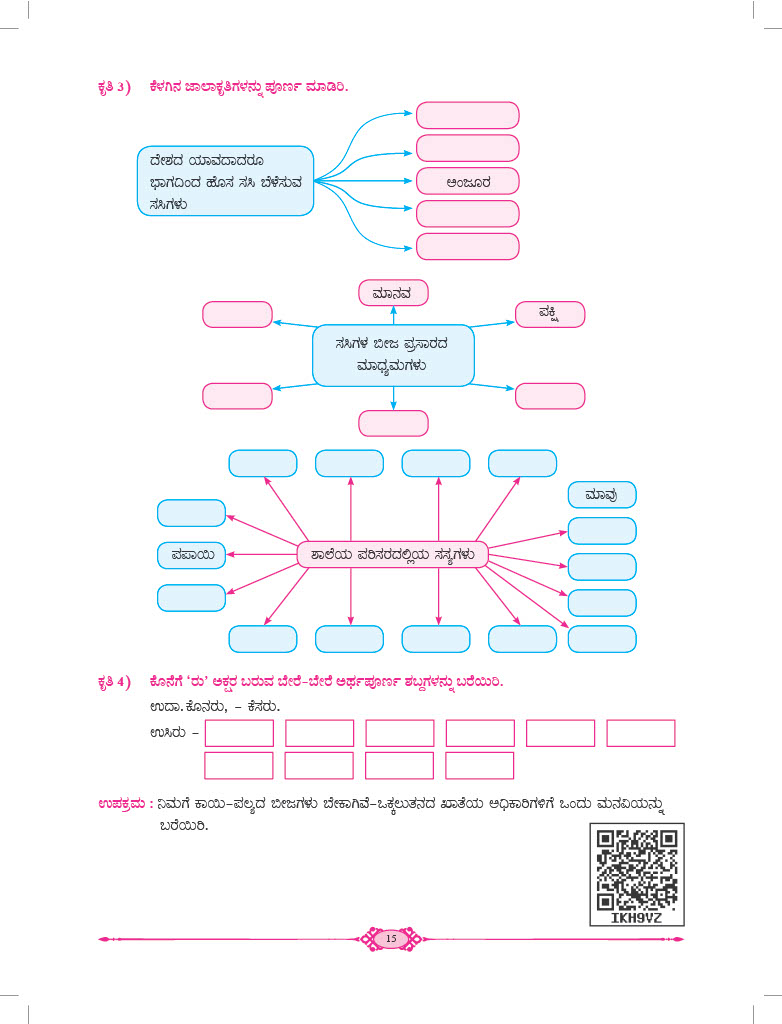 ಕೃತಿ 3) ಕೆಳಗಿನ ಜಾಲಾಕೃತಿಗಳನ್ನು ಪೂರ್ಣ ಮಾಡಿರಿ.
ದೇಶದ ಯಾವದಾದರೂ
ಭಾಗದಿಂದ ಹೊಸ ಸಸಿ ಬೆಳೆಸುವ
ಸಸಿಗಳು
ಅಂಜೂರ
ಮಾನವ
ಪಕ್ಷಿ
ಸಸಿಗಳ ಬೀಜ ಪ್ರಸಾರದ
ಮಾಧ್ಯಮಗಳು
ಮಾವು
ಪಪಾಯಿ
ಶಾಲೆಯ ಪರಿಸರದಲ್ಲಿಯ ಸಸ್ಯಗಳು
ಕೃತಿ 4) ಕೊನೆಗೆ ‘ರು’ ಅಕ್ಷರ ಬರುವ ಬೇರೆ-ಬೇರೆ ಅರ್ಥಪೂರ್ಣ ಶಬ್ದಗಳನ್ನು ಬರೆಯಿರಿ.
ಉದಾ. ಕೊನರು, - ಕೆಸರು.
ಉಸಿರು -
ಉಪಕ್ರಮ : ನಿಮಗೆ ಕಾಯಿ-ಪಲ್ಯದ ಬೀಜಗಳು ಬೇಕಾಗಿವೆ-ಒಕ್ಕಲುತನದ ಖಾತೆಯ ಅಧಿಕಾರಿಗಳಿಗೆ ಒಂದು ಮನವಿಯನ್ನು
ಬರೆಯಿರಿ.
IKH9VZ
15